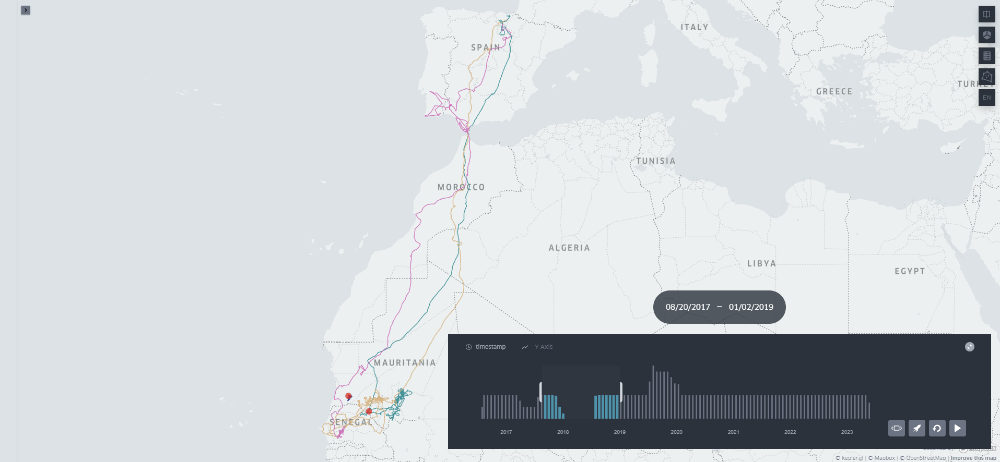 ITALY
SPAIN
TURKEY
GREECE
EN
TUNISIA
MOROCCO
ALGERIA
LIBYA
EGYPT
08/20/2017 – 01/02/2019
timestamp Y Axis
MAURITANIA
SENEGAL
2017 2018 2019 2020 2021 2022 2023
© kepler.gl | © Mapbox | © OpenStreetMap | Improve this map